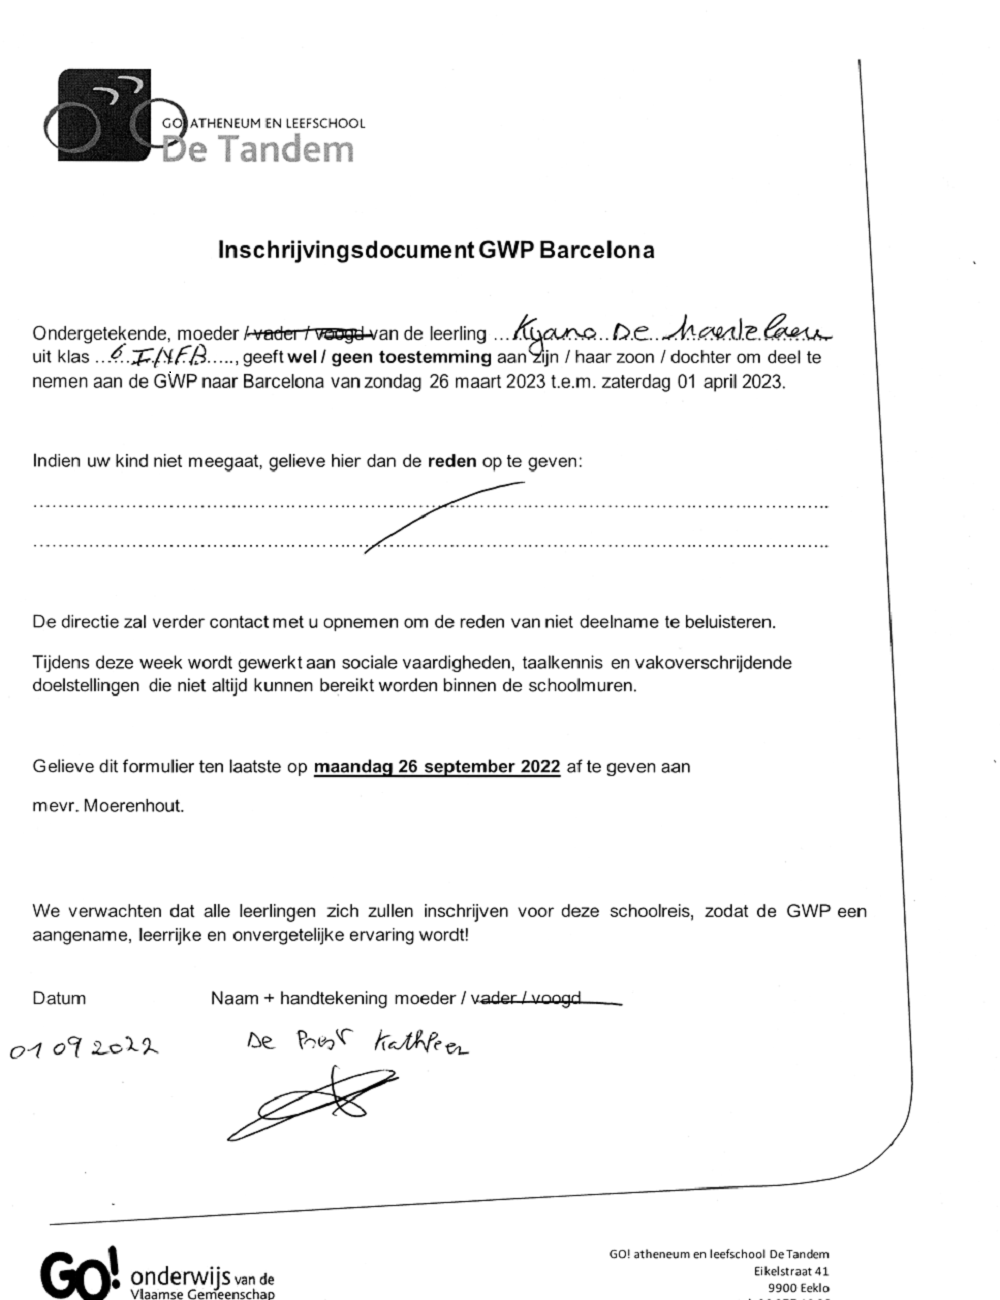 GO! ATHENEUM EN LEEFSCHOOL
De Tandem
Inschrijvingsdocument GWP Barcelona
Ondergetekende, moeder / vader / voogd van de leerling ... Kyano De
uit klas ...6 INFB....., geeft wel / geen toestemming aan zijn / haar zoon / dochter om deel te
nemen aan de GWP naar Barcelona van zondag 26 maart 2023 t.e.m. zaterdag 01 april 2023.
Indien uw kind niet meegaat, gelieve hier dan de reden op te geven:
De directie zal verder contact met u opnemen om de reden van niet deelname te beluisteren.
Tijdens deze week wordt gewerkt aan sociale vaardigheden, taalkennis en vakoverschrijdende
doelstellingen die niet altijd kunnen bereikt worden binnen de schoolmuren.
Gelieve dit formulier ten laatste op maandag 26 september 2022 af te geven aan
mevr. Moerenhout.
We verwachten dat alle leerlingen zich zullen inschrijven voor deze schoolreis, zodat de GWP een
aangename, leerrijke en onvergetelijke ervaring wordt!
Datum Naam + handtekening moeder / vader / voogd
01 09 2022 De Kathleen
GO! onderwijs van de
Vlaamse Gemeenschap
GO! atheneum en leefschool De Tandem
Eikelstraat 41
9900 Eeklo